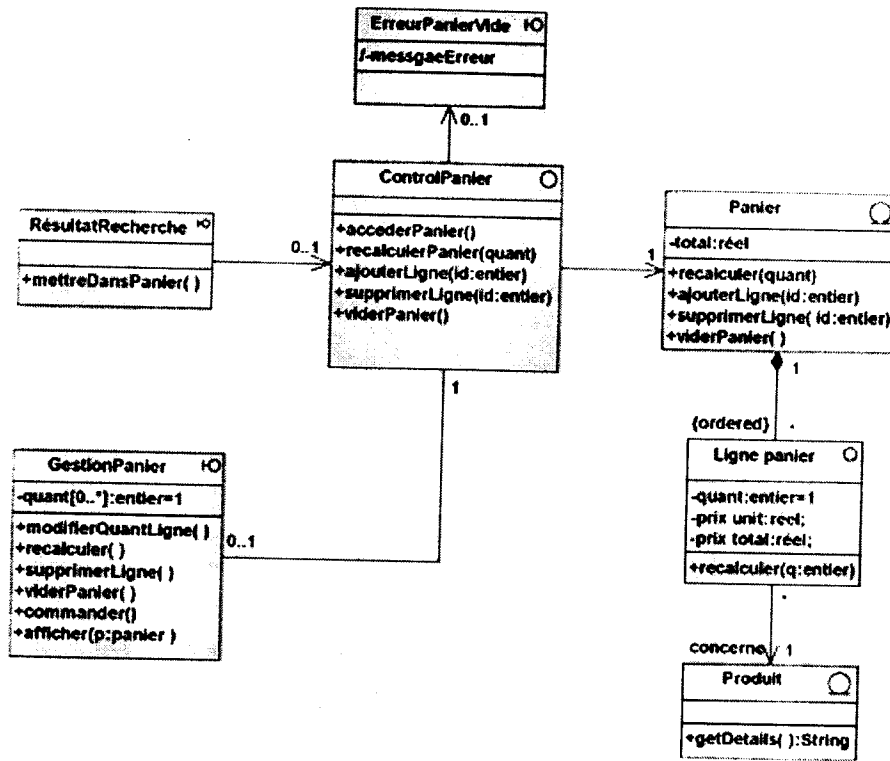 ErreurPanierVide
/-messgaeErreur
0..1
ControlPanier
+accederPanier()
+recalculerPanier(quant)
+ajouterLigne(id:entier)
+supprimerLigne(id:entier)
+viderPanier()
RésultatRecherche
+mettreDansPanier( )
0..1
1
Panier
-total:réel
+recalculer(quant)
+ajouterLigne(id:entier)
+supprimerLigne( id:entier)
+viderPanier( )
1
1
{ordered}
*
GestionPanier
-quant[0..*]:entier=1
+modifierQuantLigne( )
+recalculer( )
+supprimerLigne( )
+viderPanier( )
+commander()
+afficher(p:panier )
0..1
Ligne panier
-quant:entier=1
-prix unit:reel;
-prix total:réel;
+recalculer(q:entier)
*
concerne
1
Produit
+getDetails( ):String